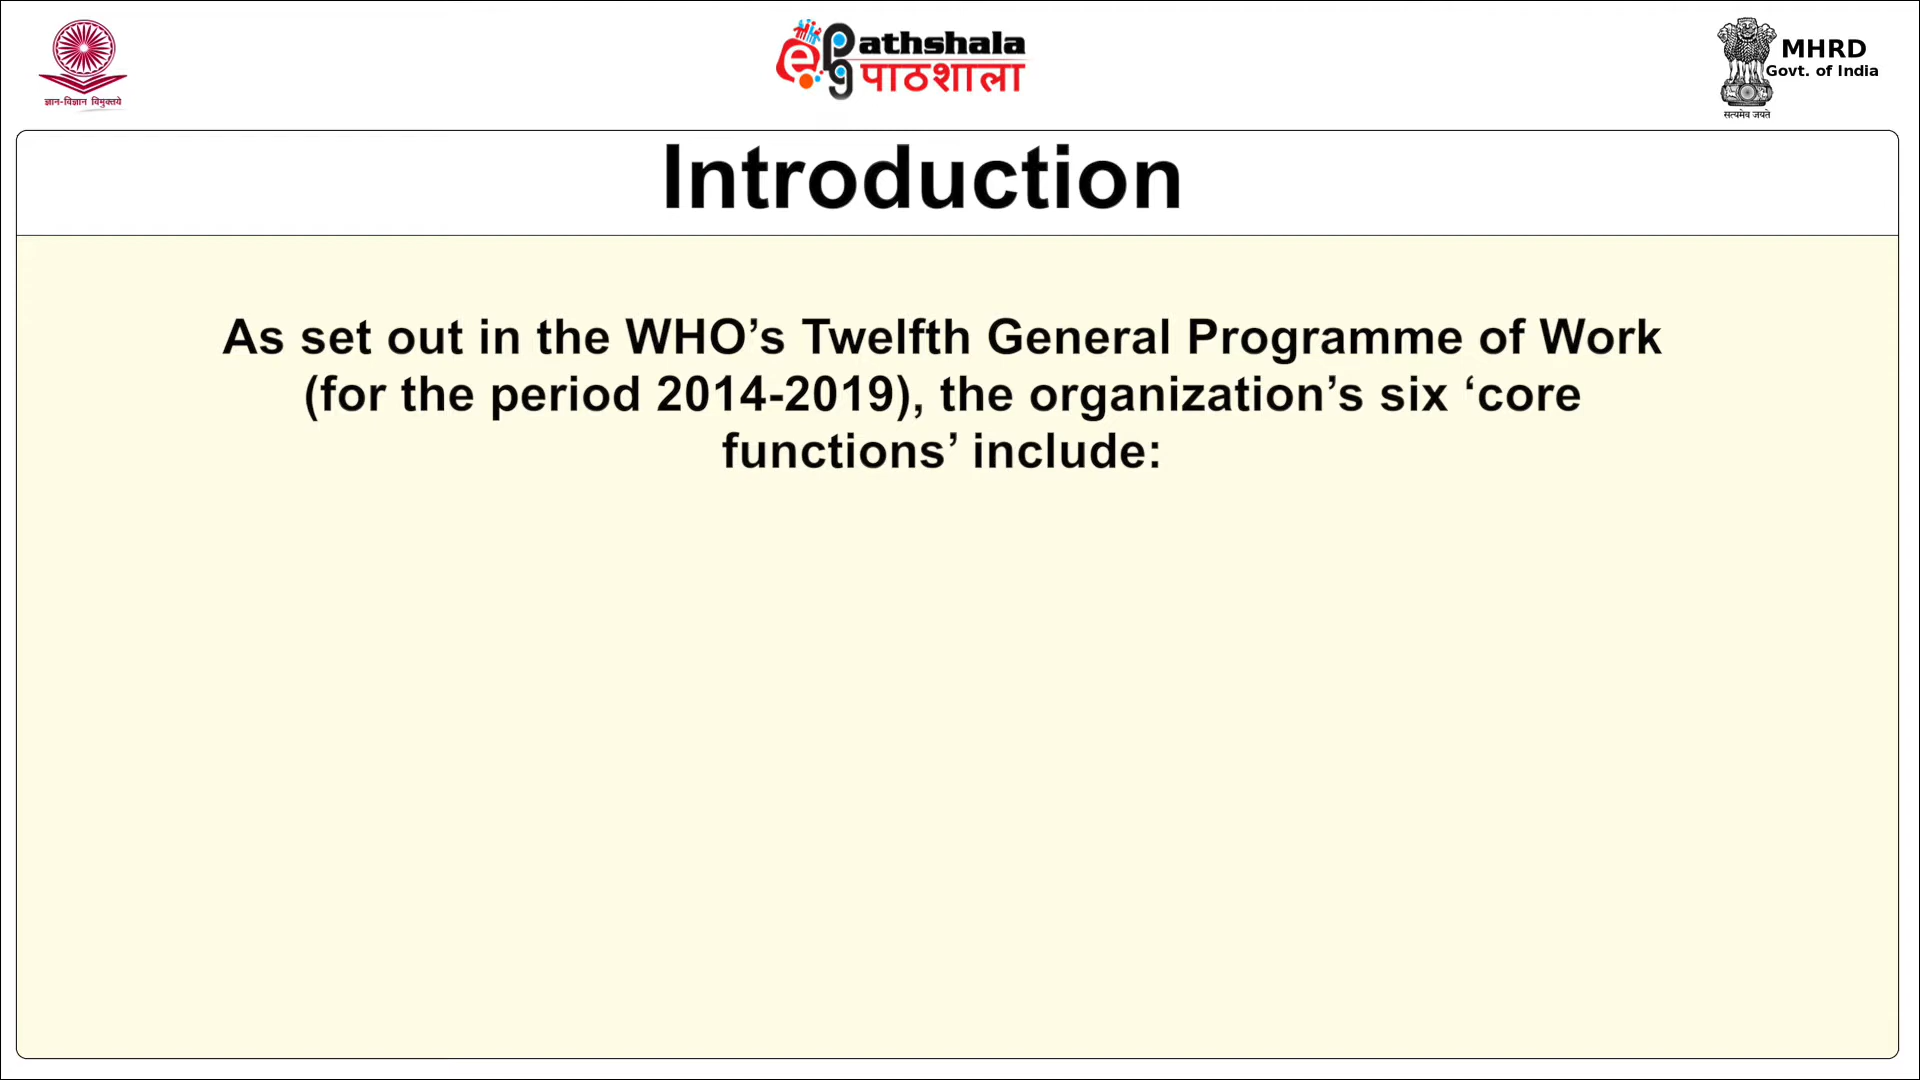 ज्ञान-विज्ञान विमुक्तये
e pg athshala
पाठशाला
MHRD
Govt. of India
सत्यमेव जयते
Introduction
As set out in the WHO’s Twelfth General Programme of Work
(for the period 2014-2019), the organization’s six ‘core
functions’ include: